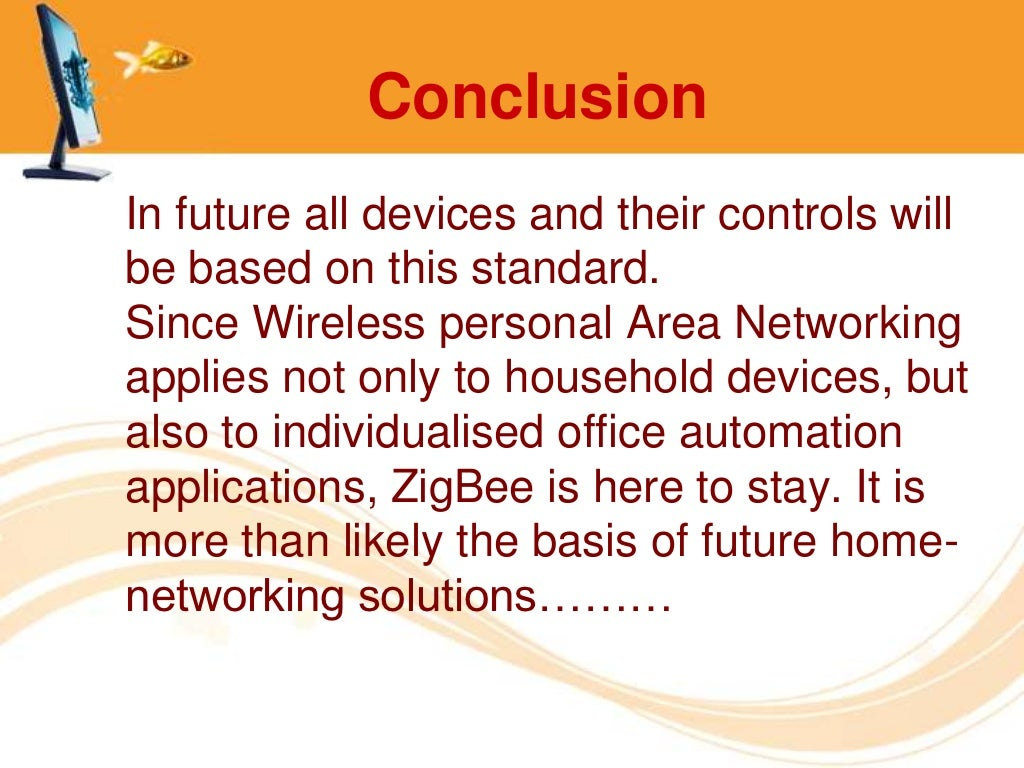 Conclusion
In future all devices and their controls will
be based on this standard.
Since Wireless personal Area Networking
applies not only to household devices, but
also to individualised office automation
applications, ZigBee is here to stay. It is
more than likely the basis of future home-
networking solutions………